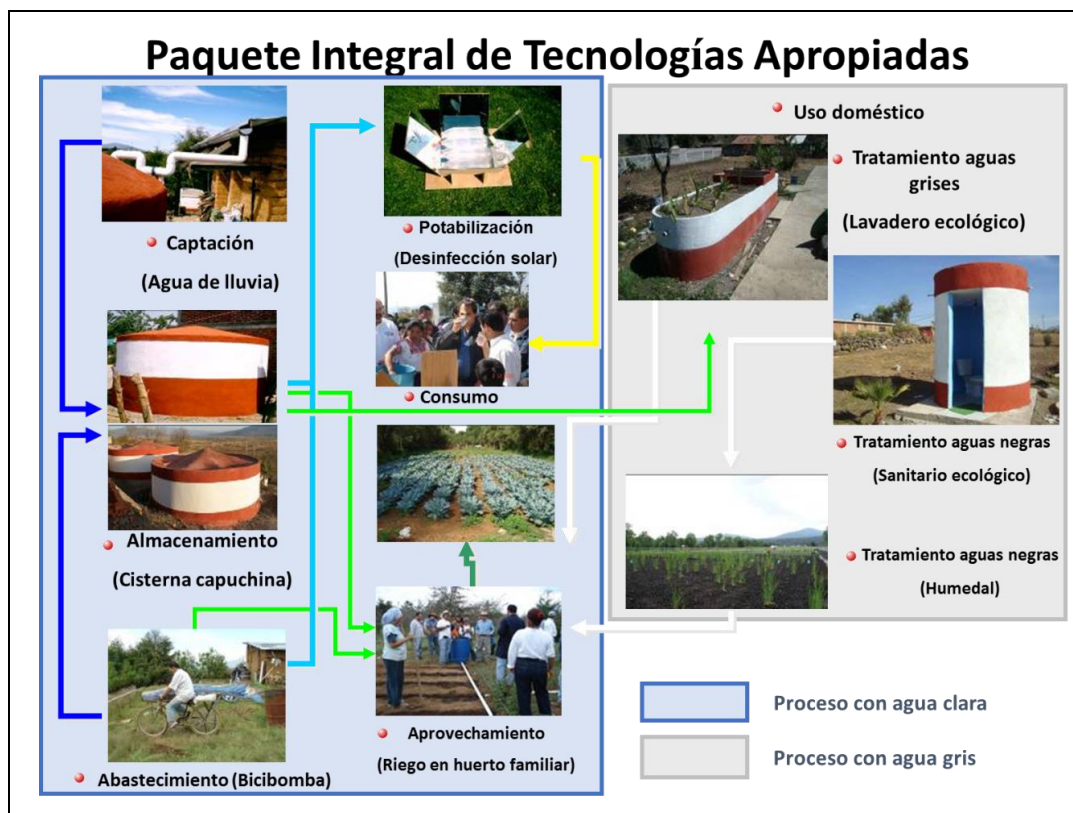 Paquete Integral de Tecnologías Apropiadas
Captación
(Agua de lluvia)
Almacenamiento
(Cisterna capuchina)
Abastecimiento (Bicibomba)
Potabilización
(Desinfección solar)
Consumo
Aprovechamiento
(Riego en huerto familiar)
Uso doméstico
Tratamiento aguas
grises
(Lavadero ecológico)
Tratamiento aguas negras
(Sanitario ecológico)
Tratamiento aguas negras
(Humedal)
Proceso con agua clara
Proceso con agua gris